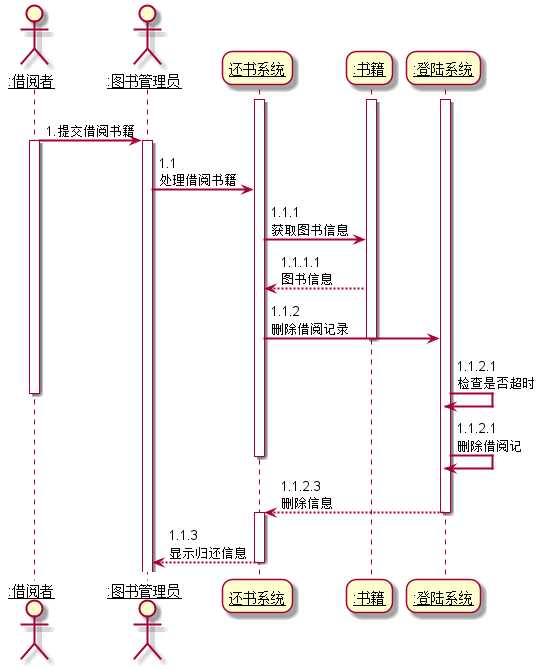 :借阅者
:图书管理员
还书系统
:书籍
:登陆系统
1.提交借阅书籍
1.1
处理借阅书籍
1.1.1
获取图书信息
1.1.1.1
图书信息
1.1.2
删除借阅记录
1.1.2.1
检查是否超时
1.1.2.1
删除借阅记
1.1.2.3
删除信息
1.1.3
显示归还信息
:借阅者
:图书管理员
还书系统
:书籍
:登陆系统